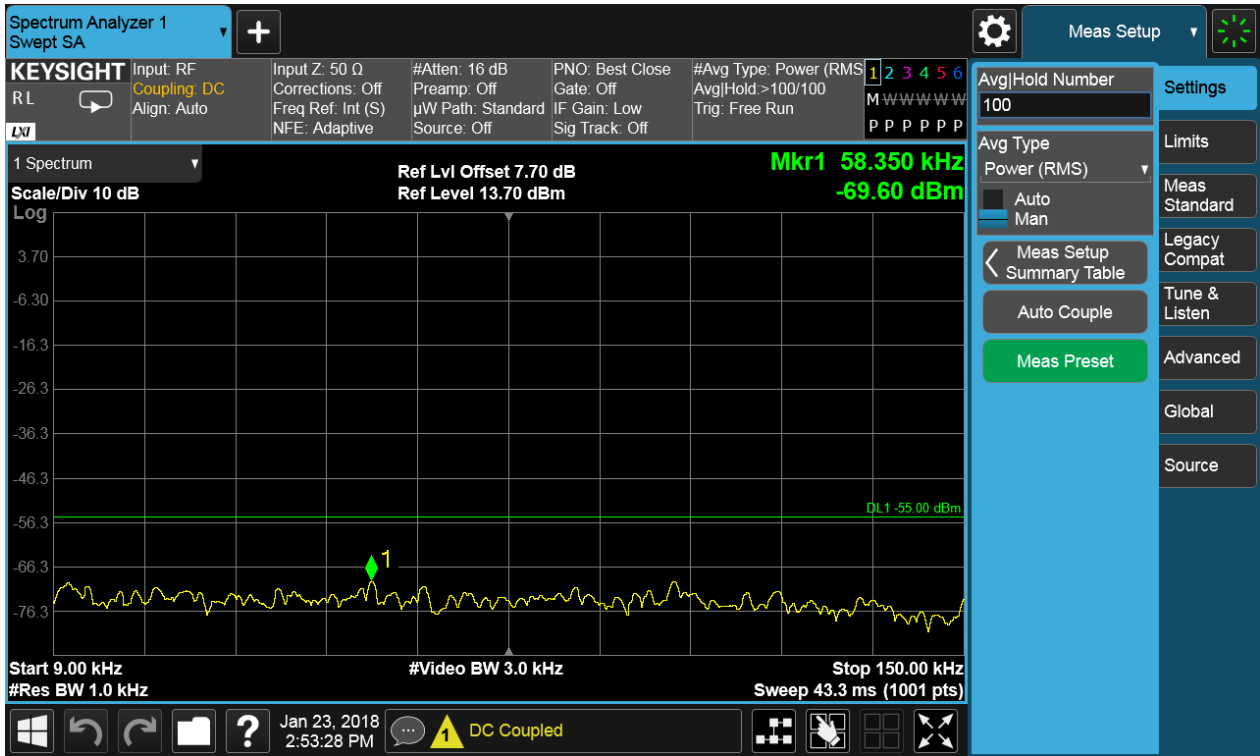 Spectrum Analyzer 1
Swept SA
+
Meas Setup
KEYSIGHT
RL
LXI
Input: RF
Coupling: DC
Align: Auto
Input Z: 50 Ω
Corrections: Off
Freq Ref: Int (S)
NFE: Adaptive
#Atten: 16 dB
Preamp: Off
µW Path: Standard
Source: Off
PNO: Best Close
Gate: Off
IF Gain: Low
Sig Track: Off
#Avg Type: Power (RMS
Avg|Hold:>100/100
Trig: Free Run
1 2 3 4 5 6
M W W W W W
P P P P P P
1 Spectrum
Scale/Div 10 dB
Log
Ref Lvl Offset 7.70 dB
Ref Level 13.70 dBm
Mkr1 58.350 kHz
-69.60 dBm
3.70
-6.30
-16.3
-26.3
-36.3
-46.3
-56.3
-66.3
-76.3
DL1 -55.00 dBm
1
Start 9.00 kHz
#Res BW 1.0 kHz
#Video BW 3.0 kHz
Stop 150.00 kHz
Sweep 43.3 ms (1001 pts)
Avg|Hold Number
100
Avg Type
Power (RMS)
Auto
Man
Meas Setup
Summary Table
Auto Couple
Meas Preset
Settings
Limits
Meas
Standard
Legacy
Compat
Tune &
Listen
Advanced
Global
Source
?
Jan 23, 2018
2:53:28 PM
1
DC Coupled